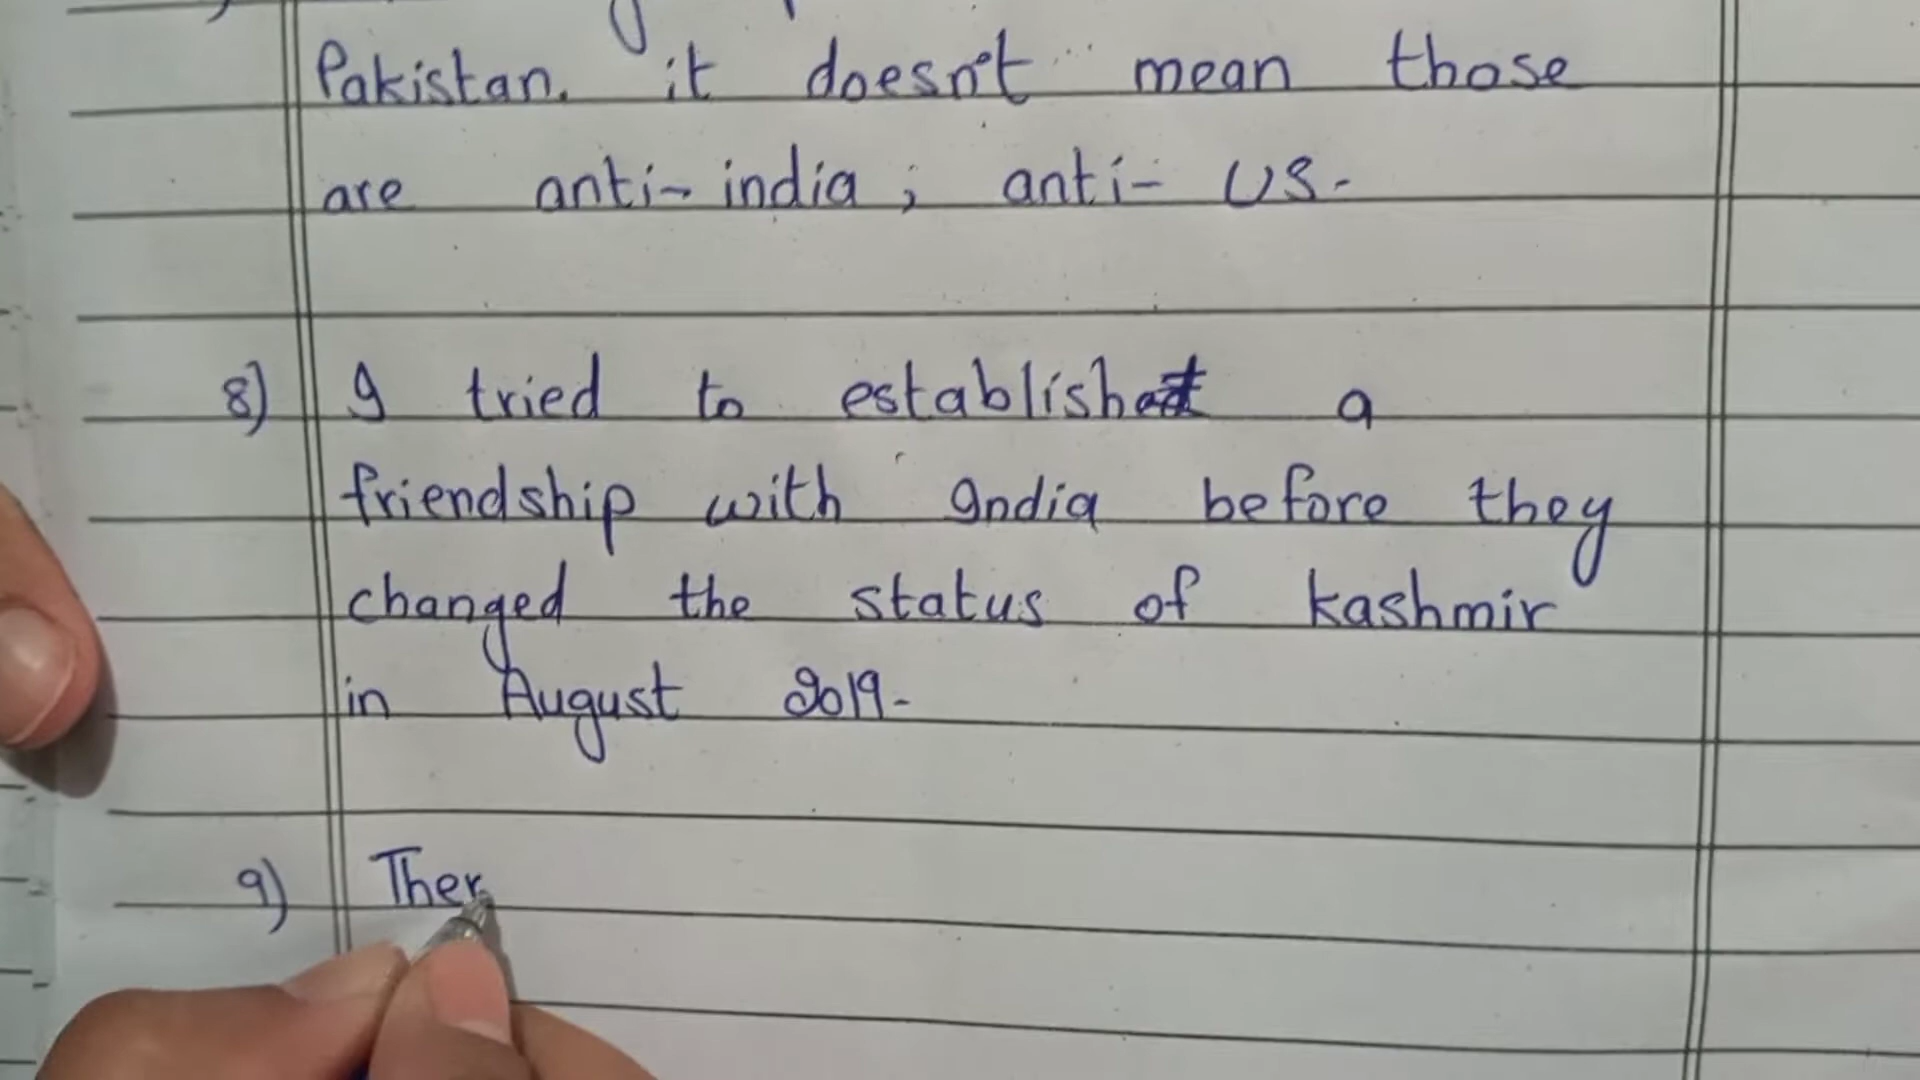 Pakistan. it doesn't mean those
are anti- india, anti- US.
8) I tried to establish a
friendship with India before they
changed the status of kashmir
in August 2019.
9) Ther